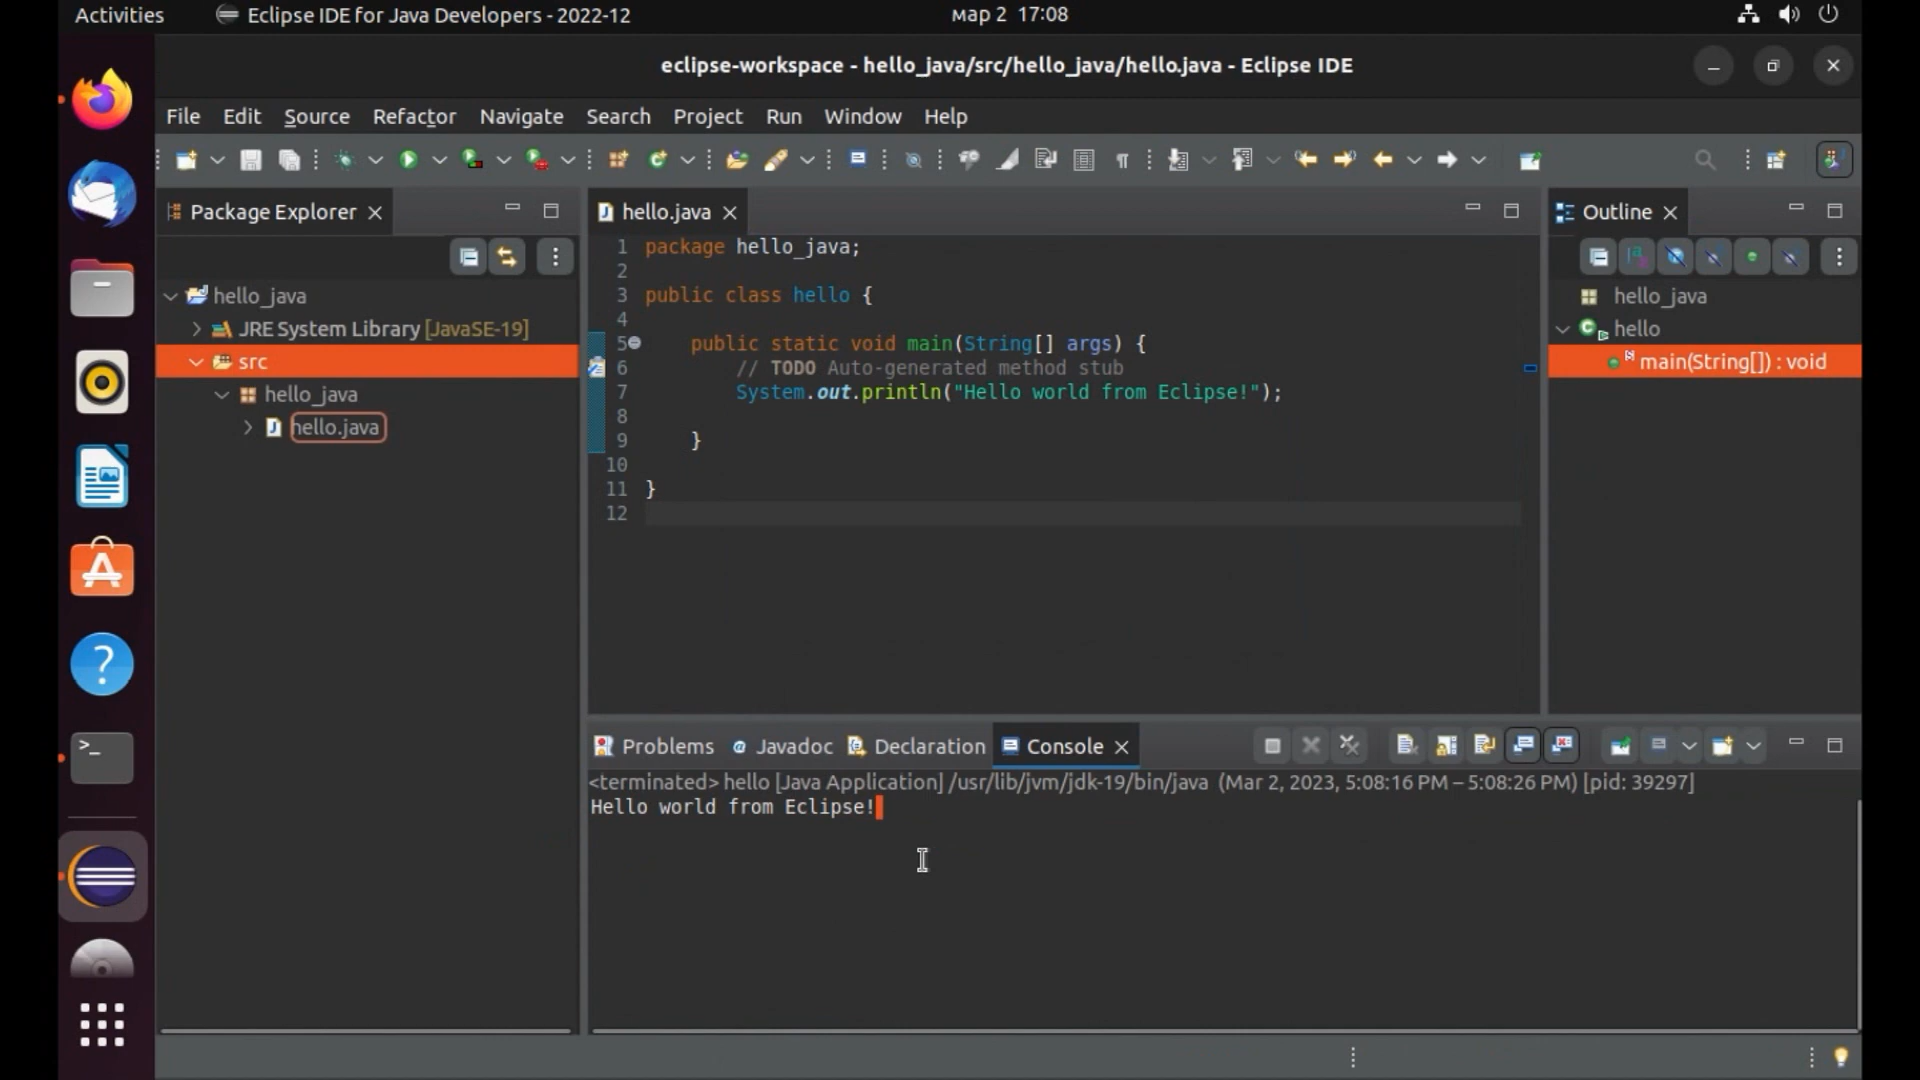 Activities
Eclipse IDE for Java Developers - 2022-12
мар 2 17:08
eclipse-workspace - hello_java/src/hello_java/hello.java - Eclipse IDE
File Edit Source Refactor Navigate Search Project Run Window Help
Package Explorer
hello_java
JRE System Library [JavaSE-19]
src
hello_java
hello.java
hello.java
1 package hello_java;
2
3 public class hello {
4
5 public static void main(String[] args) {
6 // TODO Auto-generated method stub
7 System.out.println("Hello world from Eclipse!");
8
9 }
10
11 }
12
Outline
hello_java
hello
main(String[]) : void
Problems @ Javadoc Declaration Console
<terminated> hello [Java Application] /usr/lib/jvm/jdk-19/bin/java (Mar 2, 2023, 5:08:16 PM – 5:08:26 PM) [pid: 39297]
Hello world from Eclipse!